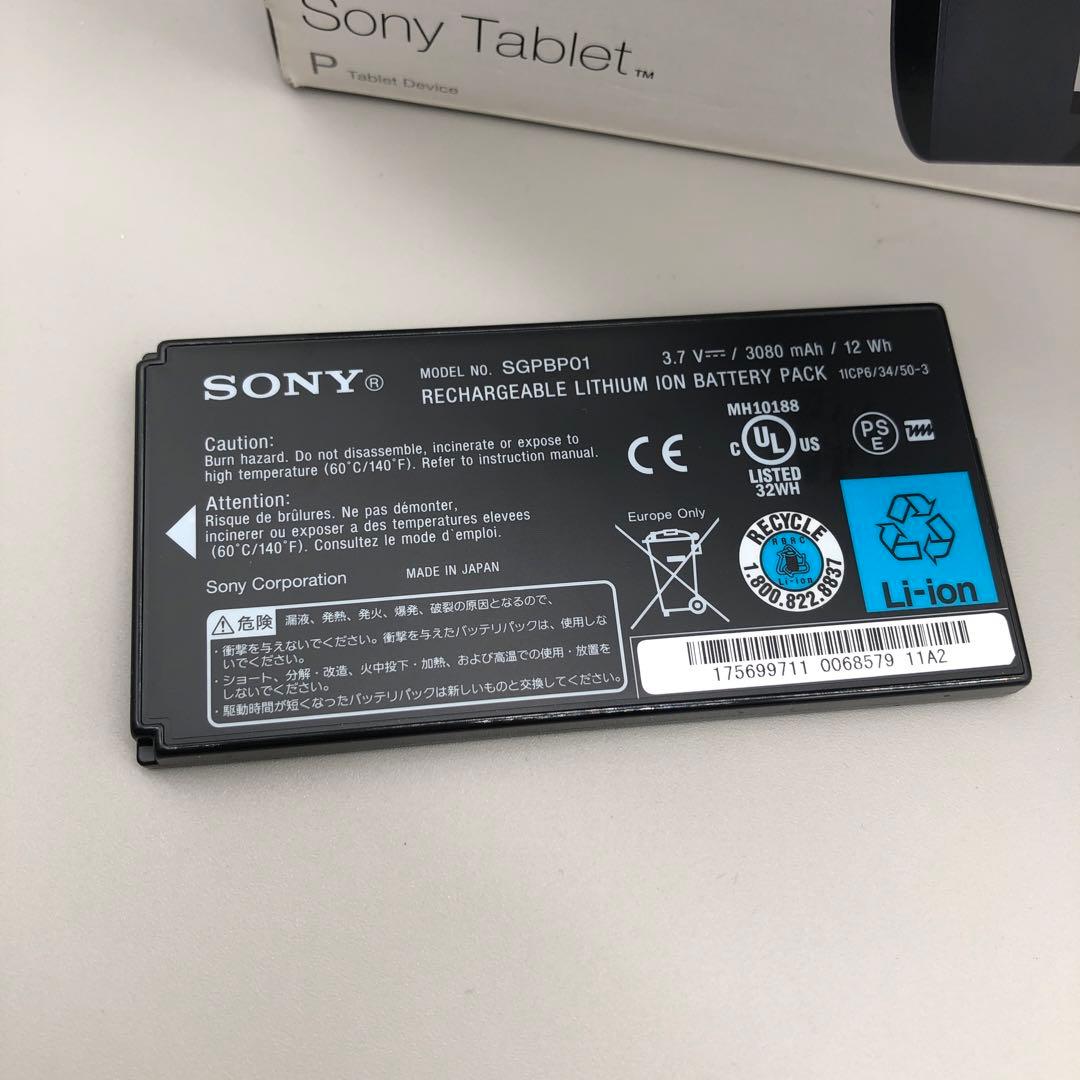 Sony Tablet™
P Tablet Device
SONY®
MODEL NO. SGPBP01
3.7 V⎓ / 3080 mAh / 12 Wh
RECHARGEABLE LITHIUM ION BATTERY PACK 1ICP6/34/50-3
Caution:
Burn hazard. Do not disassemble, incinerate or expose to
high temperature (60°C/140°F). Refer to instruction manual.
Attention:
Risque de brûlures. Ne pas démonter,
incinerer ou exposer a des temperatures elevees
(60°C/140°F). Consultez le mode d`emploi.
Sony Corporation
MADE IN JAPAN
CE
MH10188
C UL US
LISTED
32WH
PS
E
Europe Only
RECYCLE
RBRC
Li-ion
1.800.822.8837
Li-ion
⚠危険 漏液、発熱、発火、爆発、破裂の原因となるので、
・衝撃を与えないでください。衝撃を与えたバッテリパックは、使用しな
いでください。
・ショート、分解・改造、火中投下・加熱、および高温での使用・放置を
しないでください。
・駆動時間が短くなったバッテリパックは新しいものと交換してください。
175699711 0068579 11A2